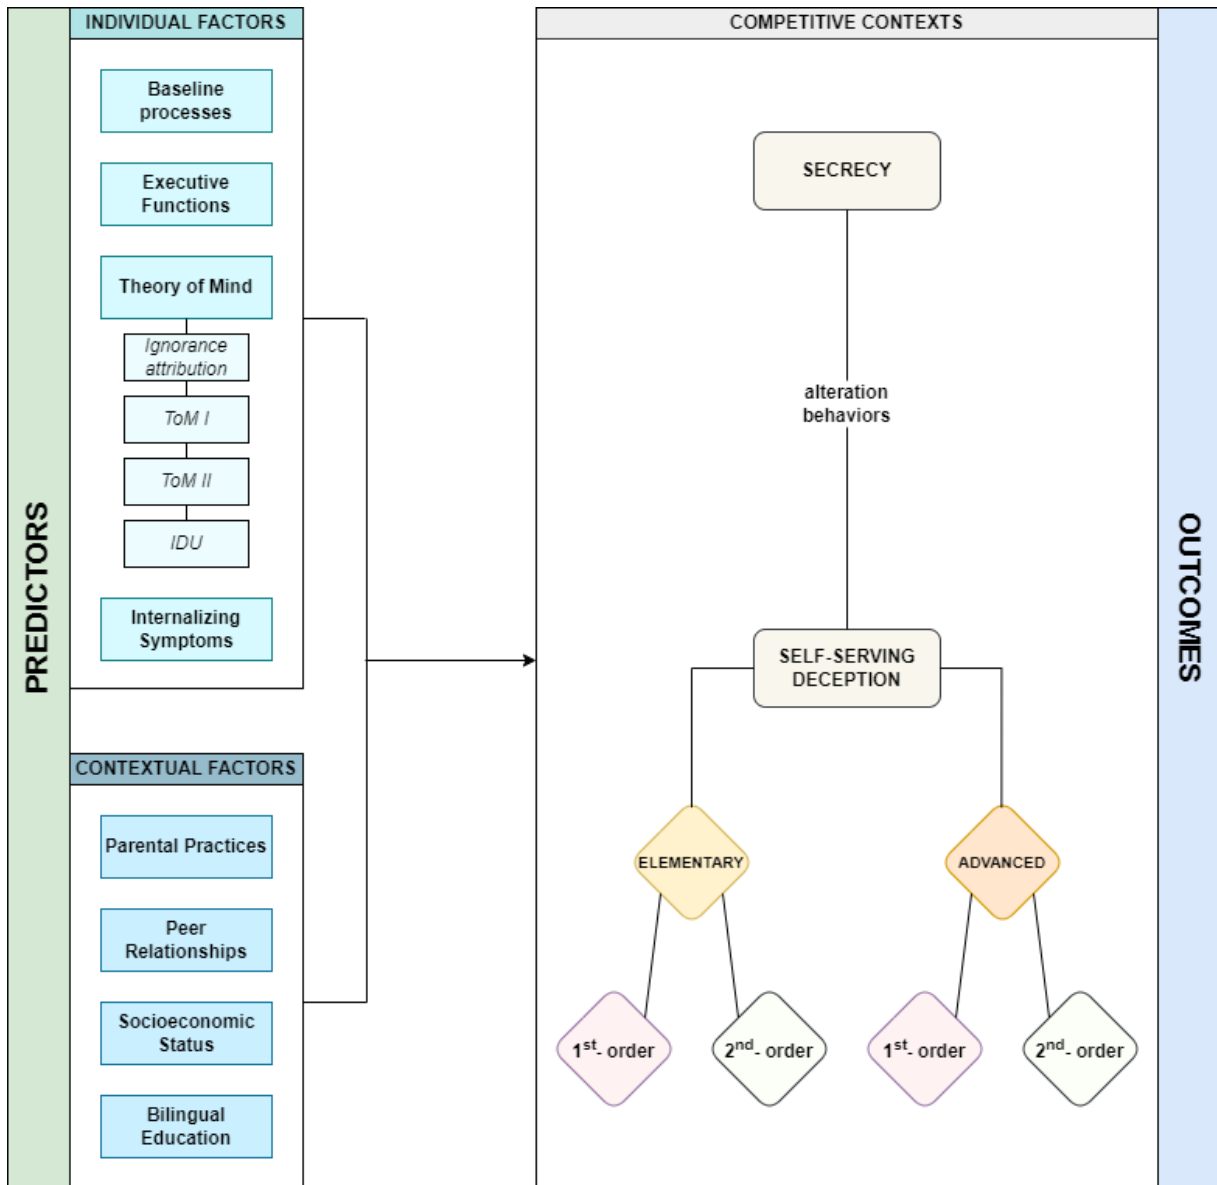 PREDICTORS
INDIVIDUAL FACTORS
Baseline
processes
Executive
Functions
Theory of Mind
Ignorance
attribution
ToM I
ToM II
IDU
Internalizing
Symptoms
CONTEXTUAL FACTORS
Parental Practices
Peer
Relationships
Socioeconomic
Status
Bilingual
Education
COMPETITIVE CONTEXTS
SECRECY
alteration
behaviors
SELF-SERVING
DECEPTION
ELEMENTARY
ADVANCED
1st- order
2nd- order
1st- order
2nd- order
OUTCOMES